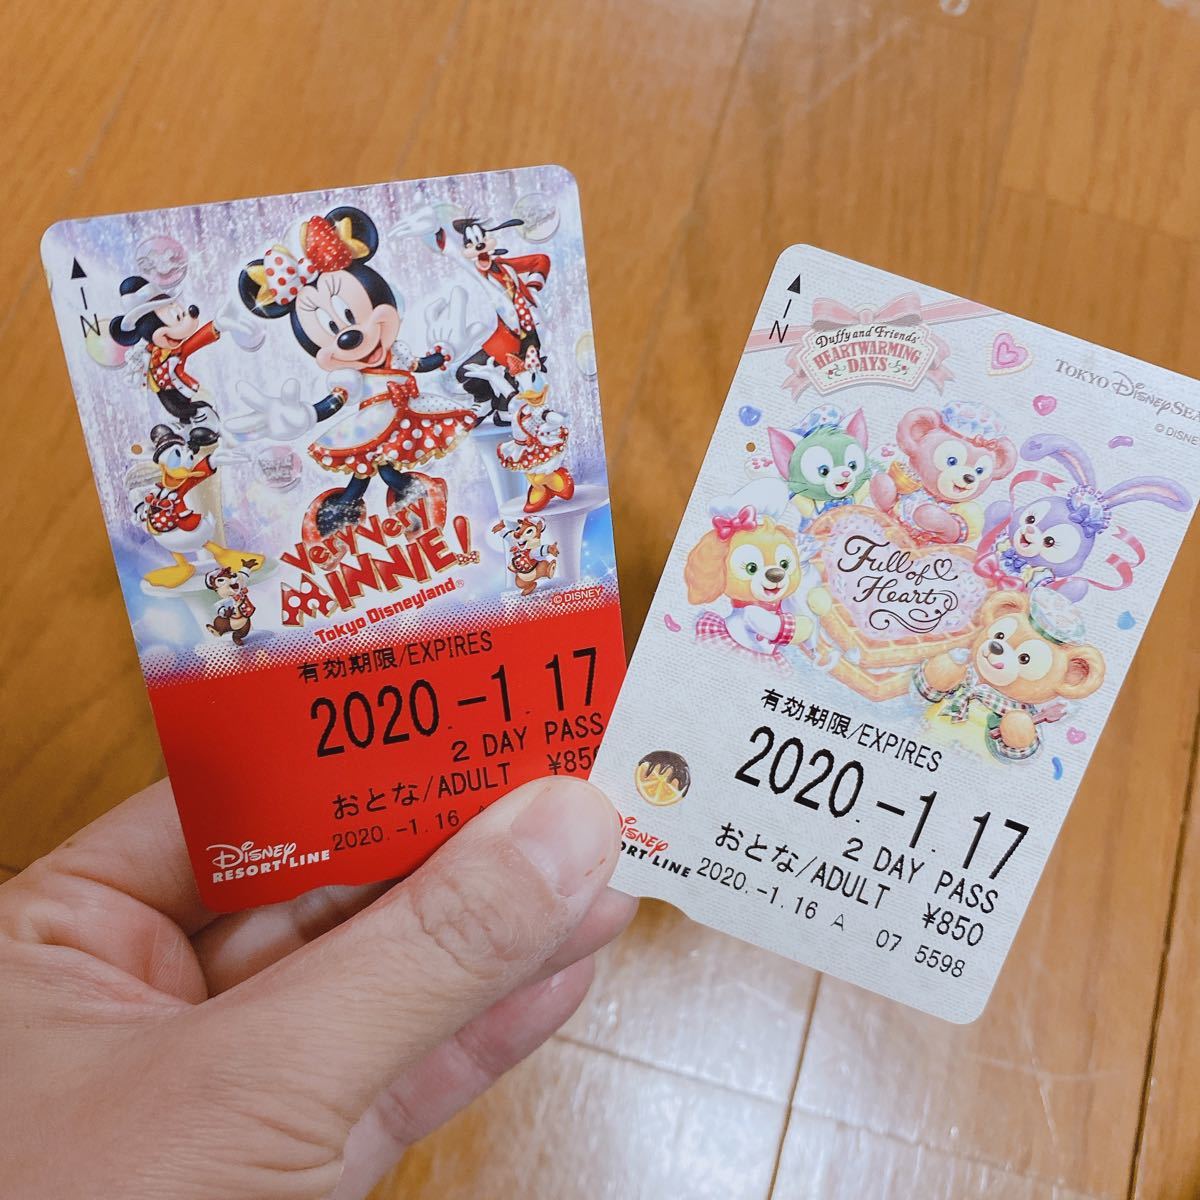 IN
Very Very
MINNIE!
Tokyo Disneyland®
©DISNEY
有効期限/EXPIRES
2020.-1.17
2 DAY PASS
おとな/ADULT ¥850
2020.-1.16 A
Disney
RESORT LINE
IN
Duffy and Friends'
HEARTWARMING
DAYS
TOKYO DisneySEA
©DISNEY
Full of
Heart
有効期限/EXPIRES
2020.-1.17
2 DAY PASS
おとな/ADULT ¥850
2020.-1.16 A 07 5598
Disney
RESORT LINE